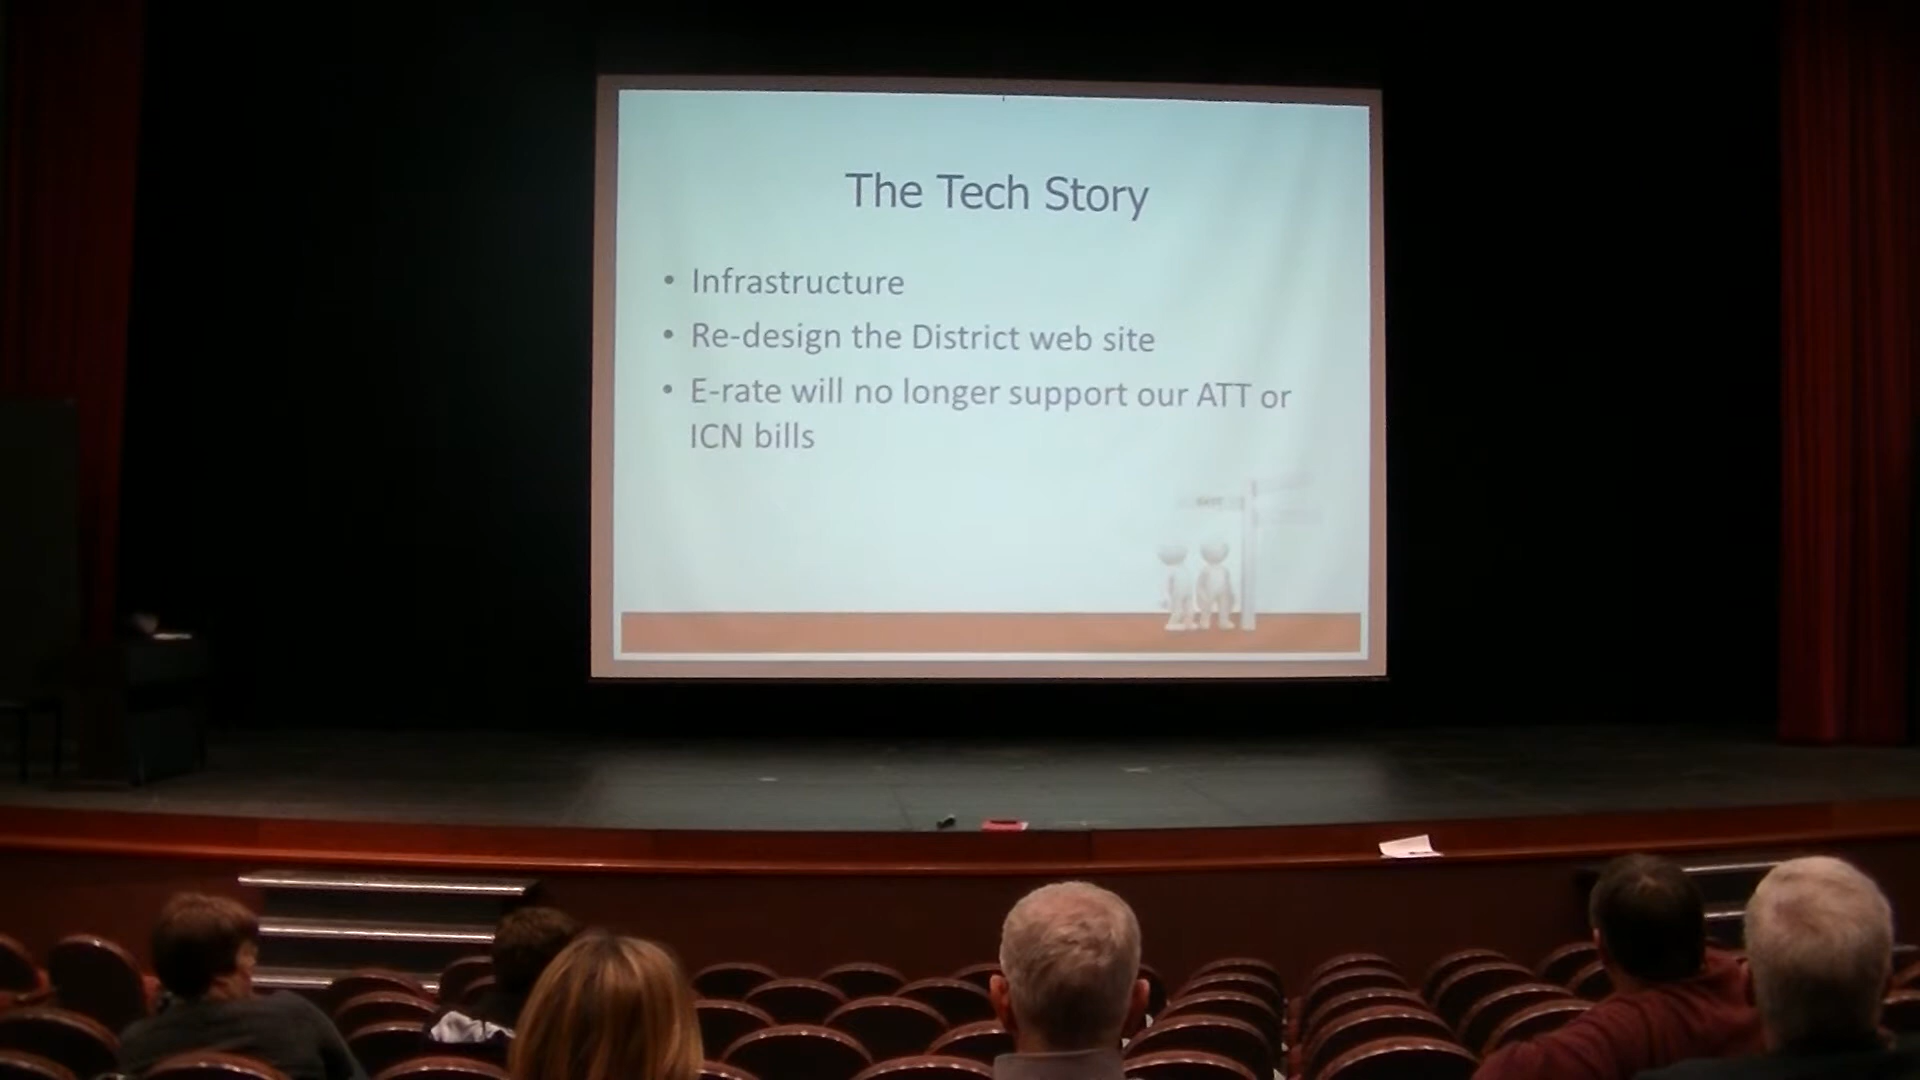 The Tech Story
• Infrastructure
• Re-design the District web site
• E-rate will no longer support our ATT or
ICN bills